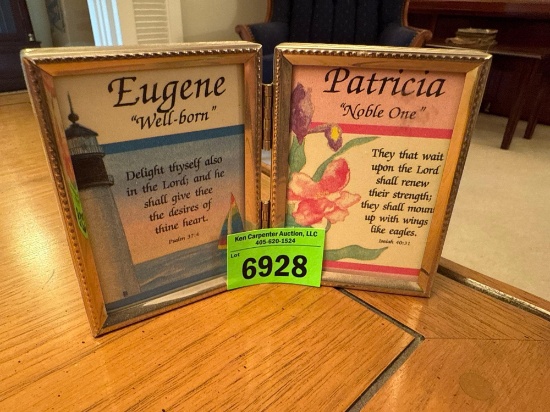 Eugene
"Well-born"
Delight thyself also
in the Lord; and he
shall give thee
the desires of
thine heart.
Psalm 37:4
Patricia
"Noble One"
They that wait
upon the Lord
shall renew
their strength;
they shall mount
up with wings
like eagles.
Isaiah 40:31
Ken Carpenter Auction, LLC
405-620-1524
Lot
6928